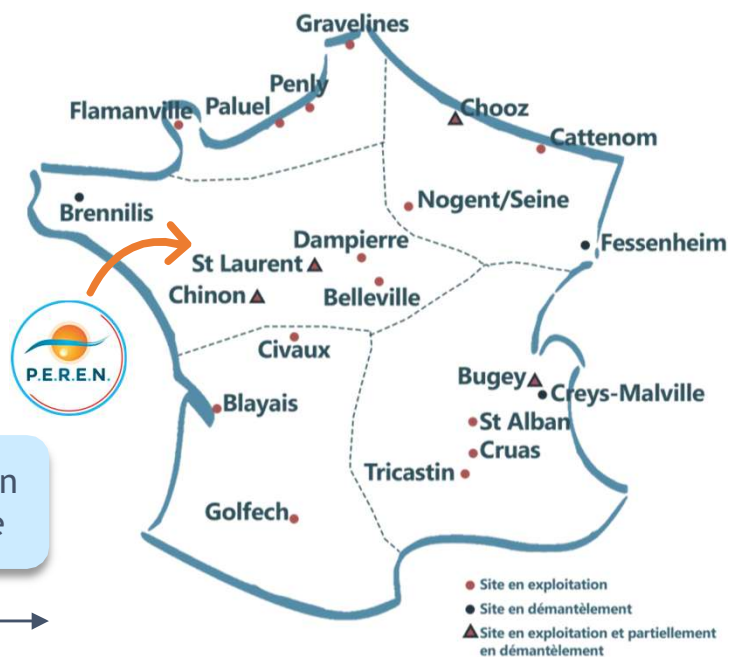 Gravelines
Penly
Flamanville
Paluel
Chooz
Cattenom
Brennilis
Nogent/Seine
Dampierre
Fessenheim
St Laurent
Chinon
Belleville
P.E.R.E.N.
Civaux
Bugey
Creys-Malville
Blayais
St Alban
Cruas
Tricastin
n
e
Golfech
Site en exploitation
Site en démantèlement
Site en exploitation et partiellement
en démantèlement